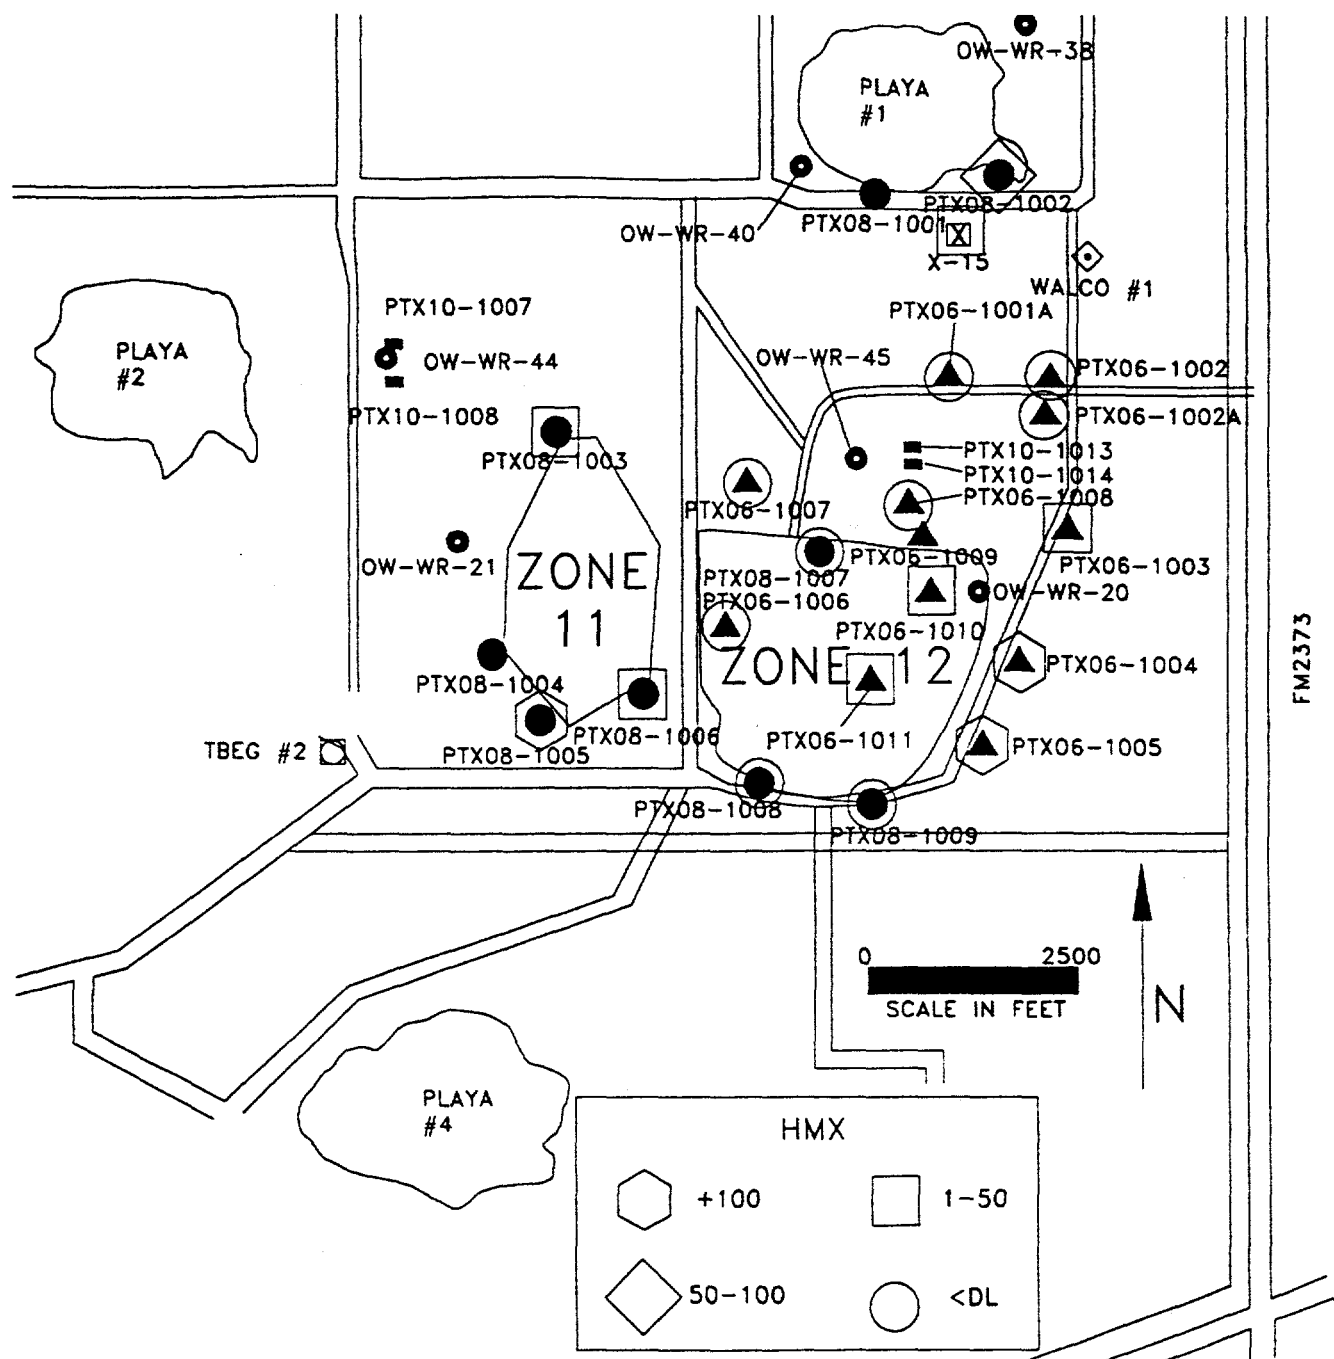 OW-WR-38
PLAYA
#1
PTX08-1002
PTX08-1001
OW-WR-40
X
X-15
WALCO #1
PTX10-1007
PTX06-1001A
PLAYA
#2
OW-WR-44
OW-WR-45
PTX06-1002
PTX10-1008
PTX06-1002A
PTX08-1003
PTX10-1013
PTX10-1014
PTX06-1008
PTX06-1007
OW-WR-21
ZONE
11
PTX06-1009
PTX06-1003
PTX08-1007
PTX06-1006
OW-WR-20
PTX06-1010
ZONE 12
PTX06-1004
FM2373
PTX08-1004
PTX08-1006
PTX06-1011
PTX06-1005
TBEG #2
PTX08-1005
PTX08-1008
PTX08-1009
0 2500
SCALE IN FEET
N
PLAYA
#4
HMX
+100
1-50
50-100
<DL